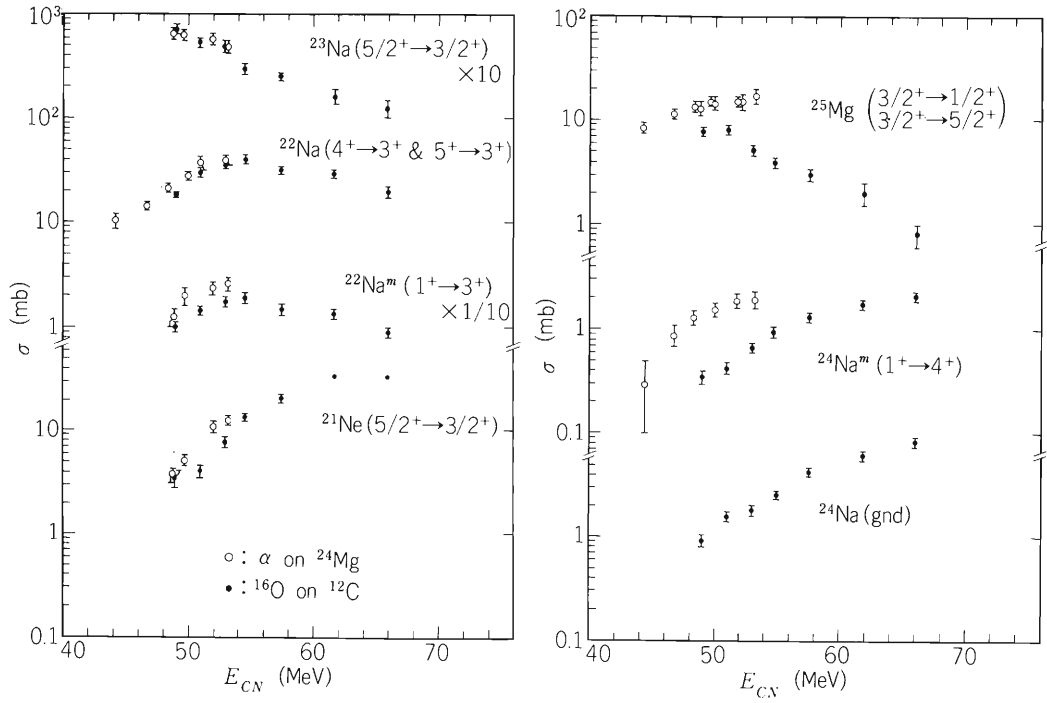 10³
²³Na(5/2⁺→3/2⁺)
×10
10²
²²Na(4⁺→3⁺ & 5⁺→3⁺)
10
²²Naᵐ(1⁺→3⁺)
×1/10
1
σ (mb)
²¹Ne(5/2⁺→3/2⁺)
10
1
○ : α on ²⁴Mg
● : ¹⁶O on ¹²C
0.1
40 50 60 70
E_CN (MeV)
10²
²⁵Mg (3/2⁺→1/2⁺)
(3/2⁺→5/2⁺)
10
1
σ (mb)
1
²⁴Naᵐ(1⁺→4⁺)
0.1
10
²⁴Na(gnd)
1
0.1
40 50 60 70
E_CN (MeV)